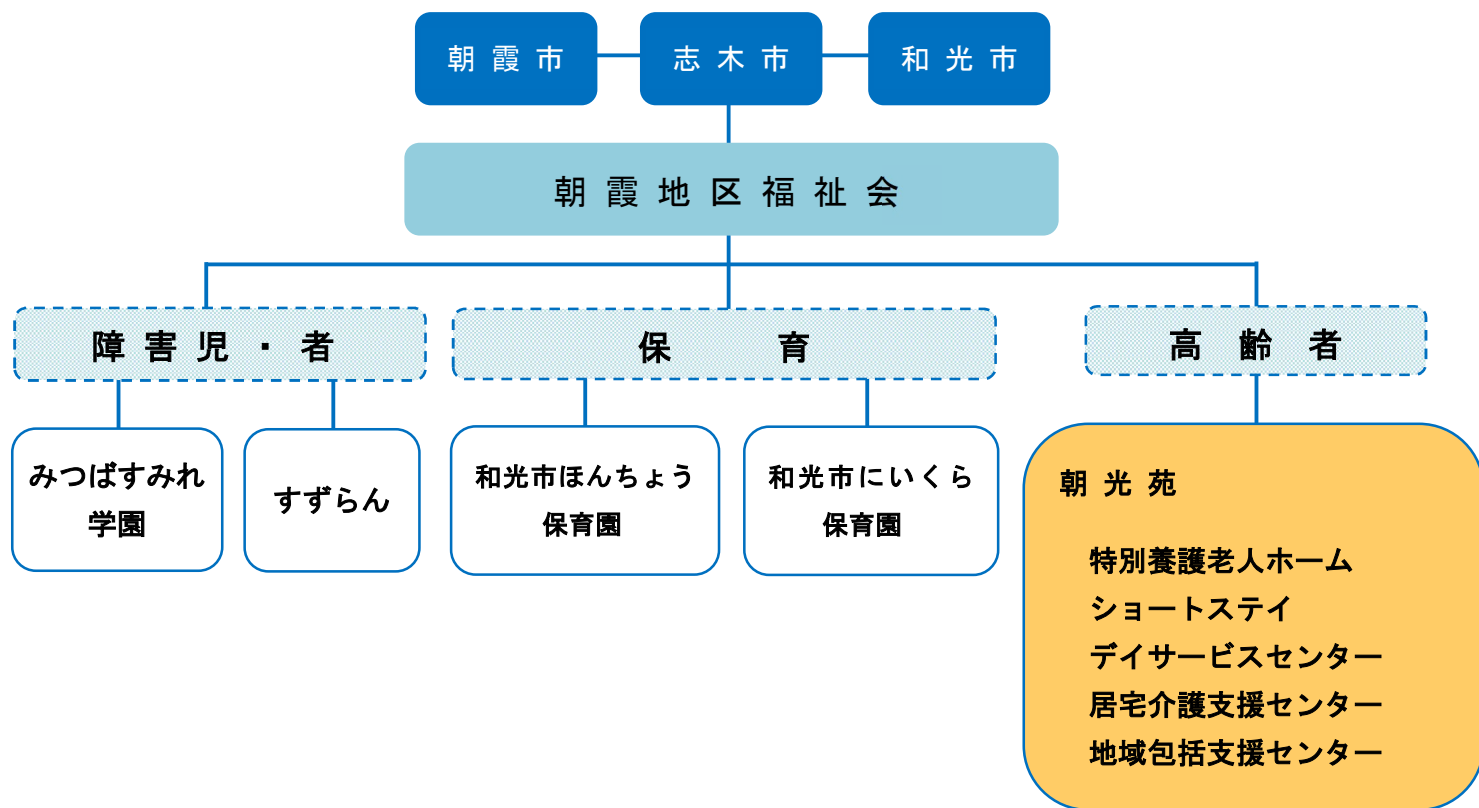 朝霞市
志木市
和光市
朝霞地区福祉会
障害児・者
保育
高齢者
みつばすみれ
学園
すずらん
和光市ほんちょう
保育園
和光市にいくら
保育園
朝光苑
特別養護老人ホーム
ショートステイ
デイサービスセンター
居宅介護支援センター
地域包括支援センター